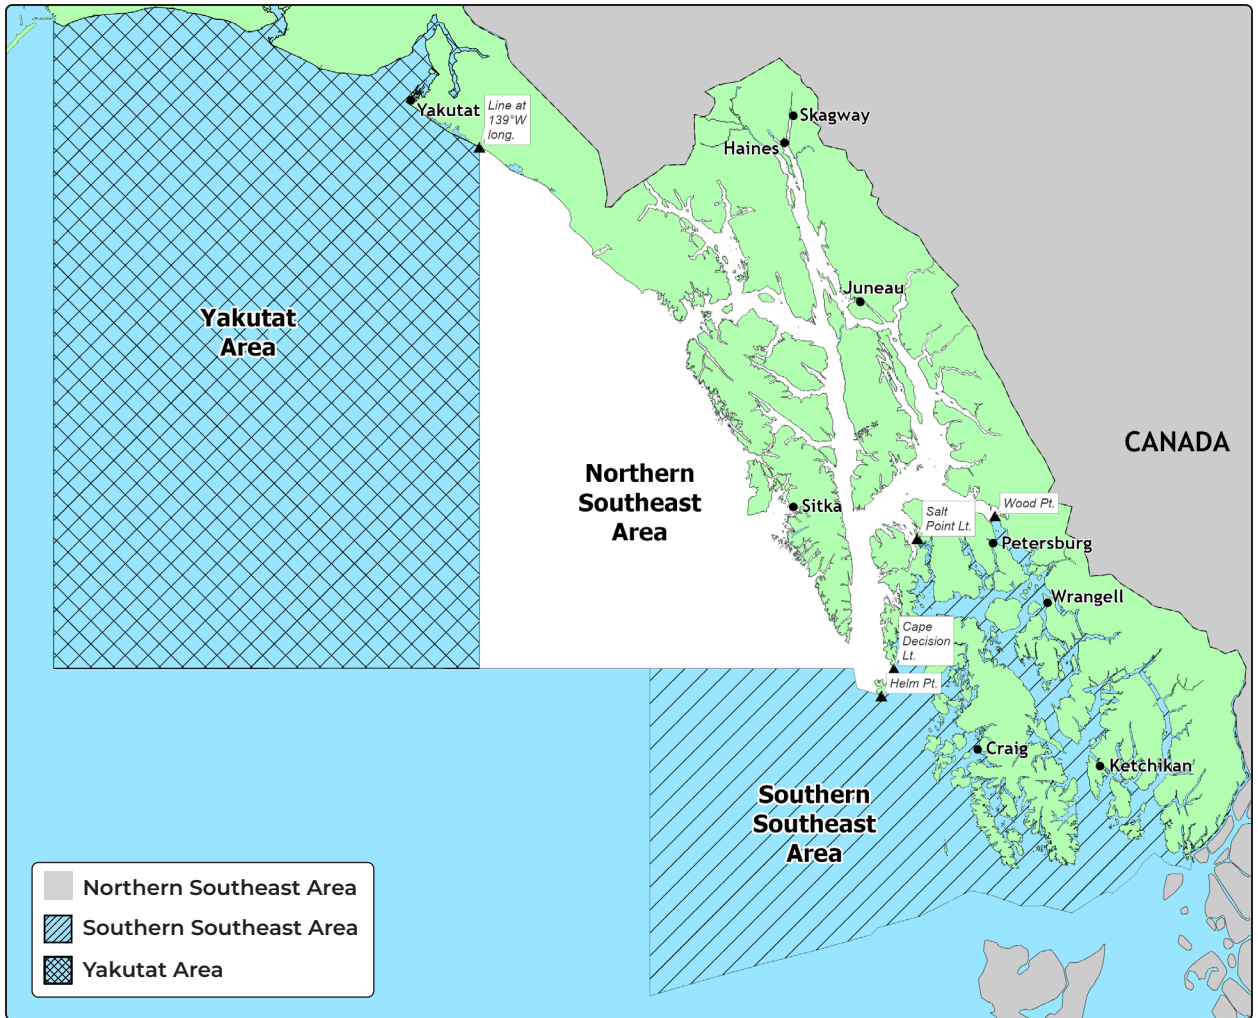 Yakutat
Line at
139°W
long.
Skagway
Haines
Juneau
Yakutat
Area
CANADA
Northern
Southeast
Area
Sitka
Salt
Point Lt.
Wood Pt.
Petersburg
Wrangell
Cape
Decision
Lt.
Helm Pt.
Craig
Ketchikan
Southern
Southeast
Area
Northern Southeast Area
Southern Southeast Area
Yakutat Area